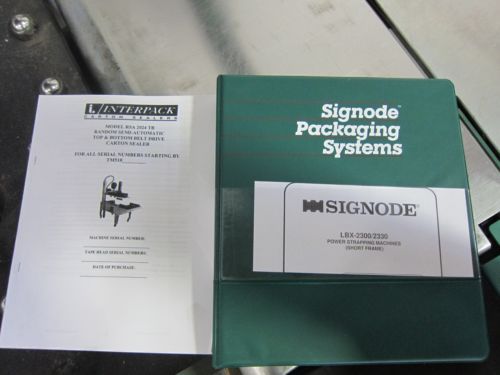 INTERPACK
CARTON SEALERS
MODEL RSA 2024 TB
RANDOM SEMI-AUTOMATIC
TOP & BOTTOM BELT DRIVE
CARTON SEALER
FOR ALL SERIAL NUMBERS STARTING BY
TM518
MACHINE SERIAL NUMBER:
TAPE HEAD SERIAL NUMBERS:
DATE OF PURCHASE:
Signode
Packaging
Systems
SIGNODE®
LBX-2300/2330
POWER STRAPPING MACHINES
(SHORT FRAME)